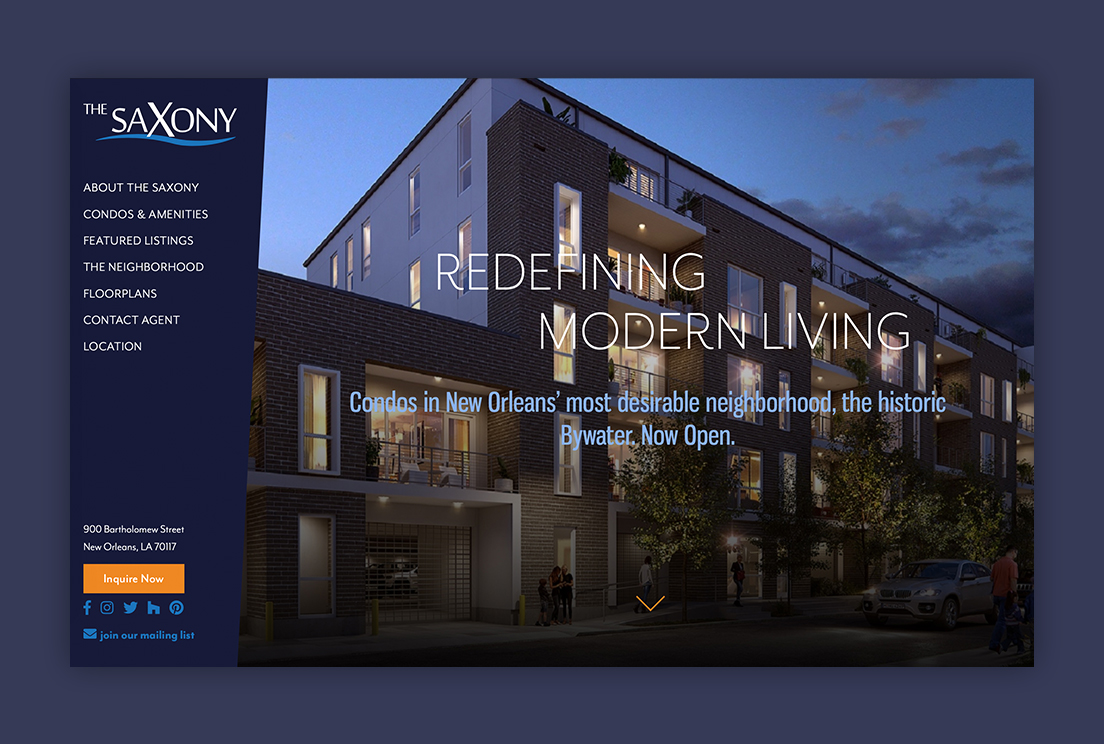 THE SAXONY
ABOUT THE SAXONY
CONDOS & AMENITIES
FEATURED LISTINGS
THE NEIGHBORHOOD
FLOORPLANS
CONTACT AGENT
LOCATION
900 Bartholomew Street
New Orleans, LA 70117
Inquire Now
join our mailing list
REDEFINING
MODERN LIVING
Condos in New Orleans’ most desirable neighborhood, the historic
Bywater. Now Open.